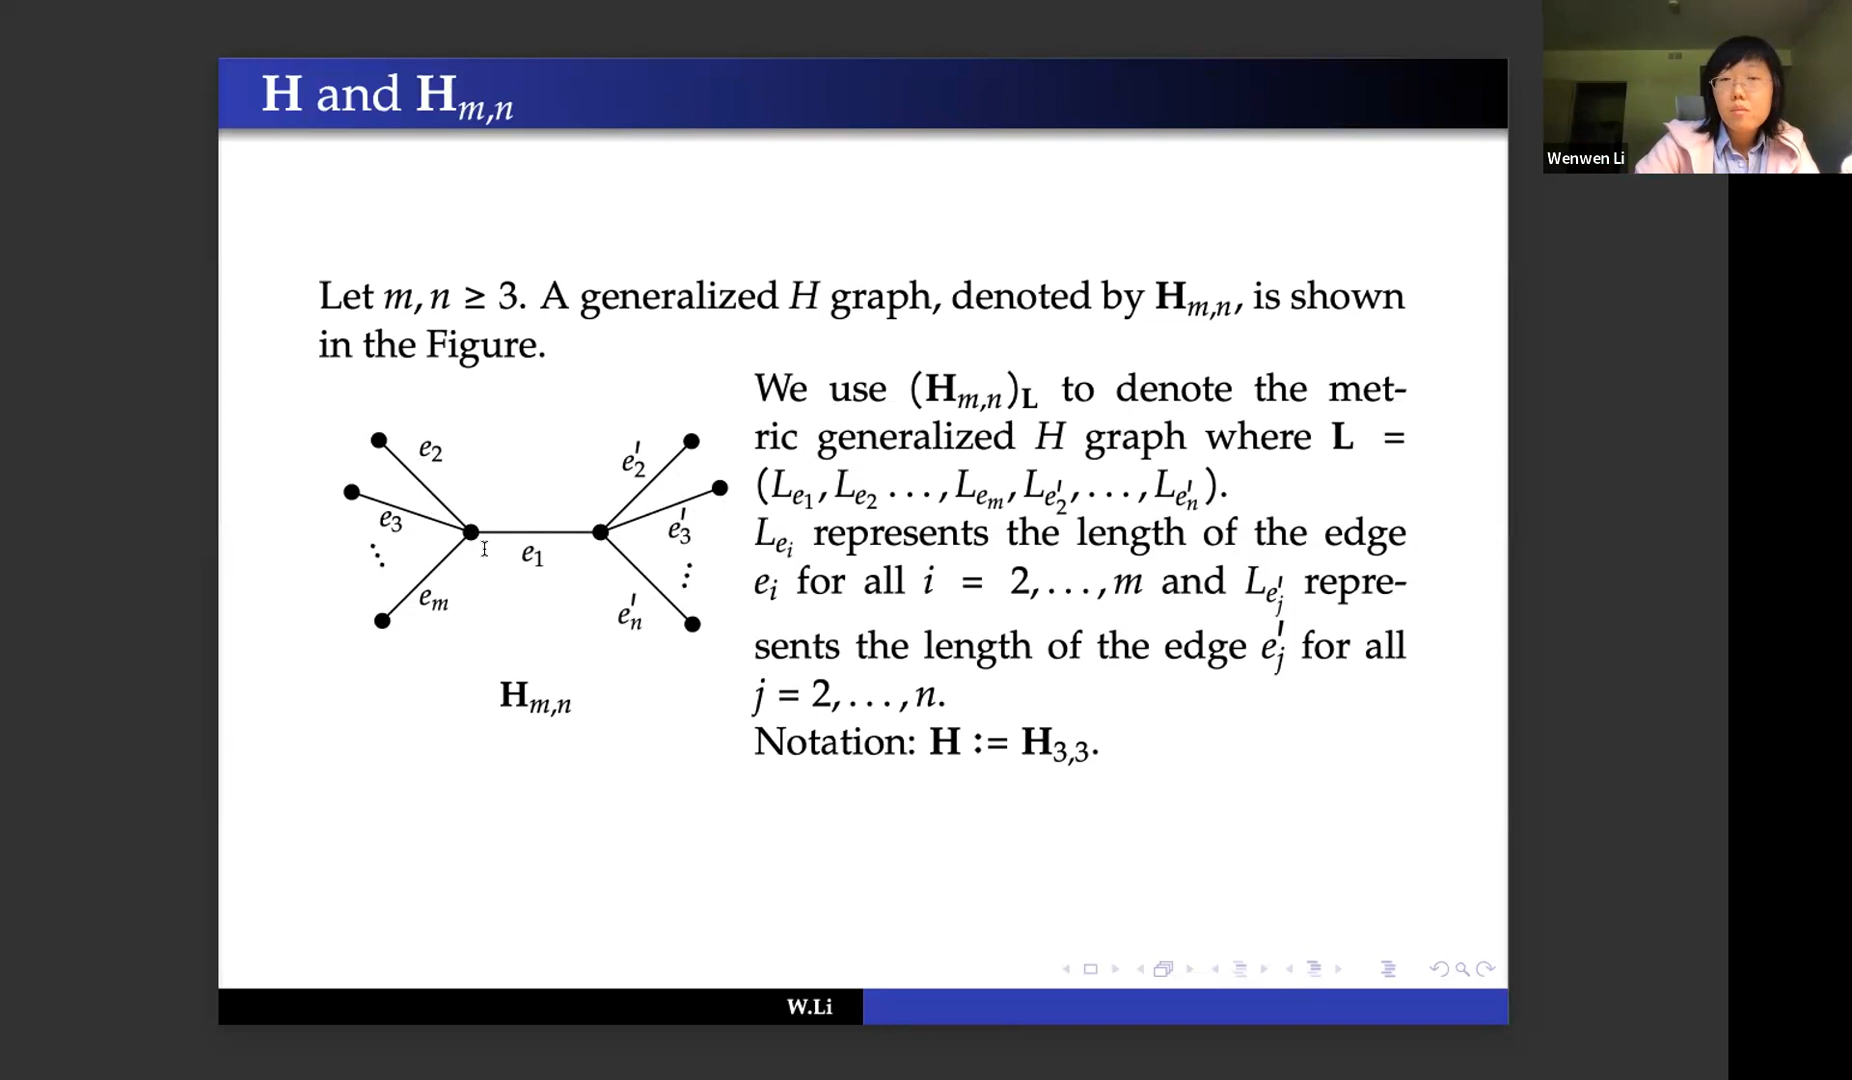 H and H_{m,n}
Wenwen Li
Let m, n ≥ 3. A generalized H graph, denoted by H_{m,n}, is shown
in the Figure.
We use (H_{m,n})_L to denote the met-
ric generalized H graph where L =
(L_{e_1}, L_{e_2} ..., L_{e_m}, L_{e'_2}, ..., L_{e'_n}).
L_{e_i} represents the length of the edge
e_i for all i = 2, ..., m and L_{e'_j} repre-
sents the length of the edge e'_j for all
j = 2, ..., n.
Notation: H := H_{3,3}.
e_2
e_3
⋱
e_m
e_1
e'_2
e'_3
⋮
e'_n
H_{m,n}
W.Li